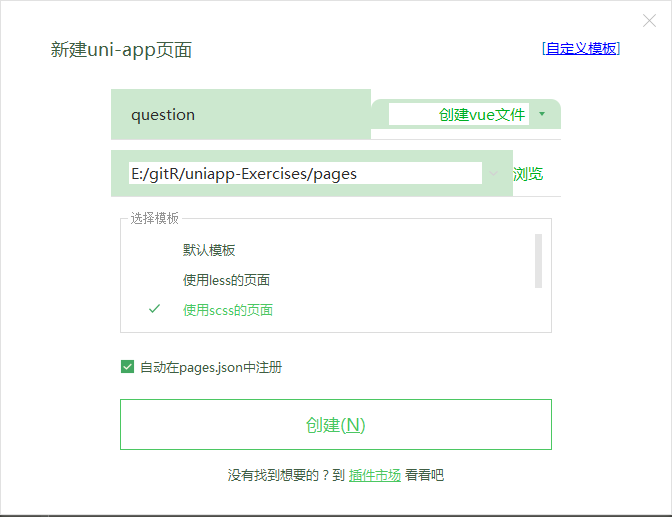 新建uni-app页面 [自定义模板]
question 创建vue文件
E:/gitR/uniapp-Exercises/pages 浏览
选择模板
默认模板
使用less的页面
使用scss的页面
自动在pages.json中注册
创建(N)
没有找到想要的？到 插件市场 看看吧